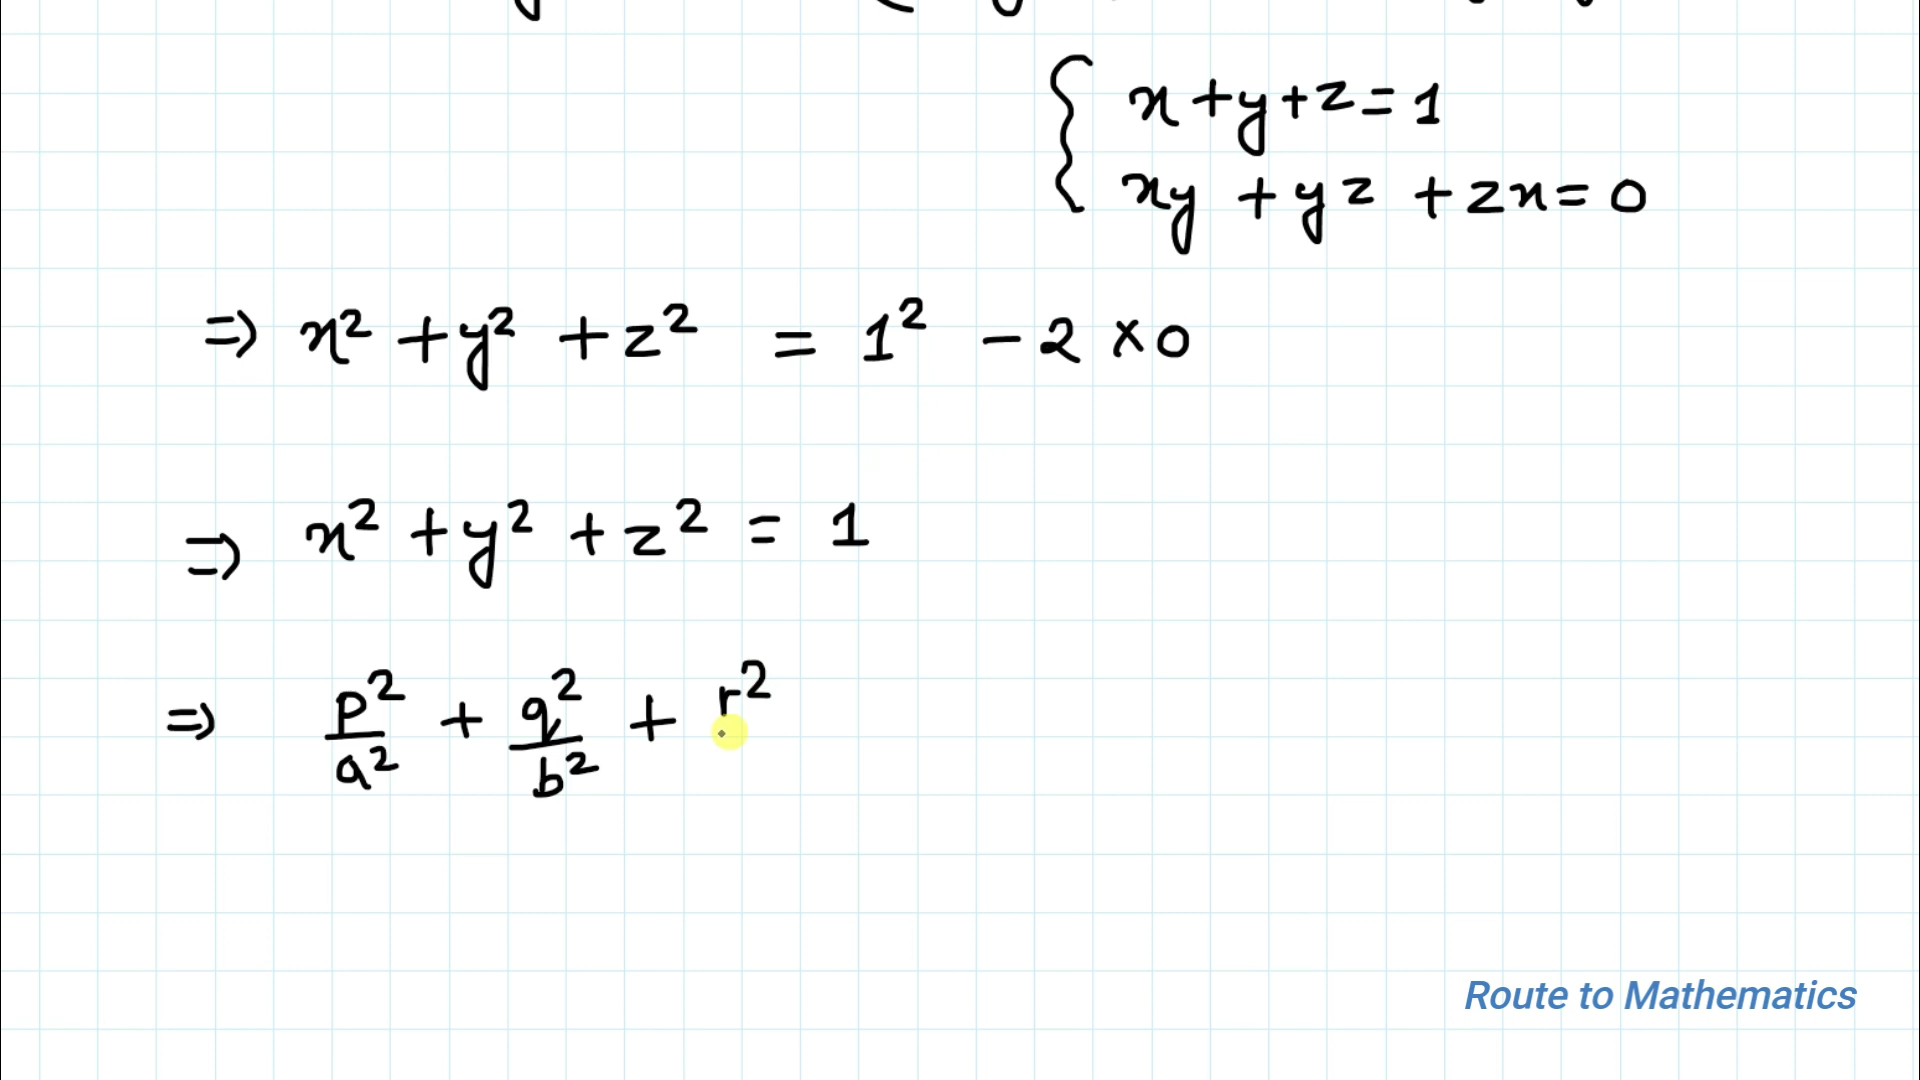 x+y+z=1
xy +yz +zx=0
⇒ x² +y² +z² = 1² -2 ×0
⇒ x² +y² +z² = 1
⇒ p²/a² + q²/b² + r²
Route to Mathematics